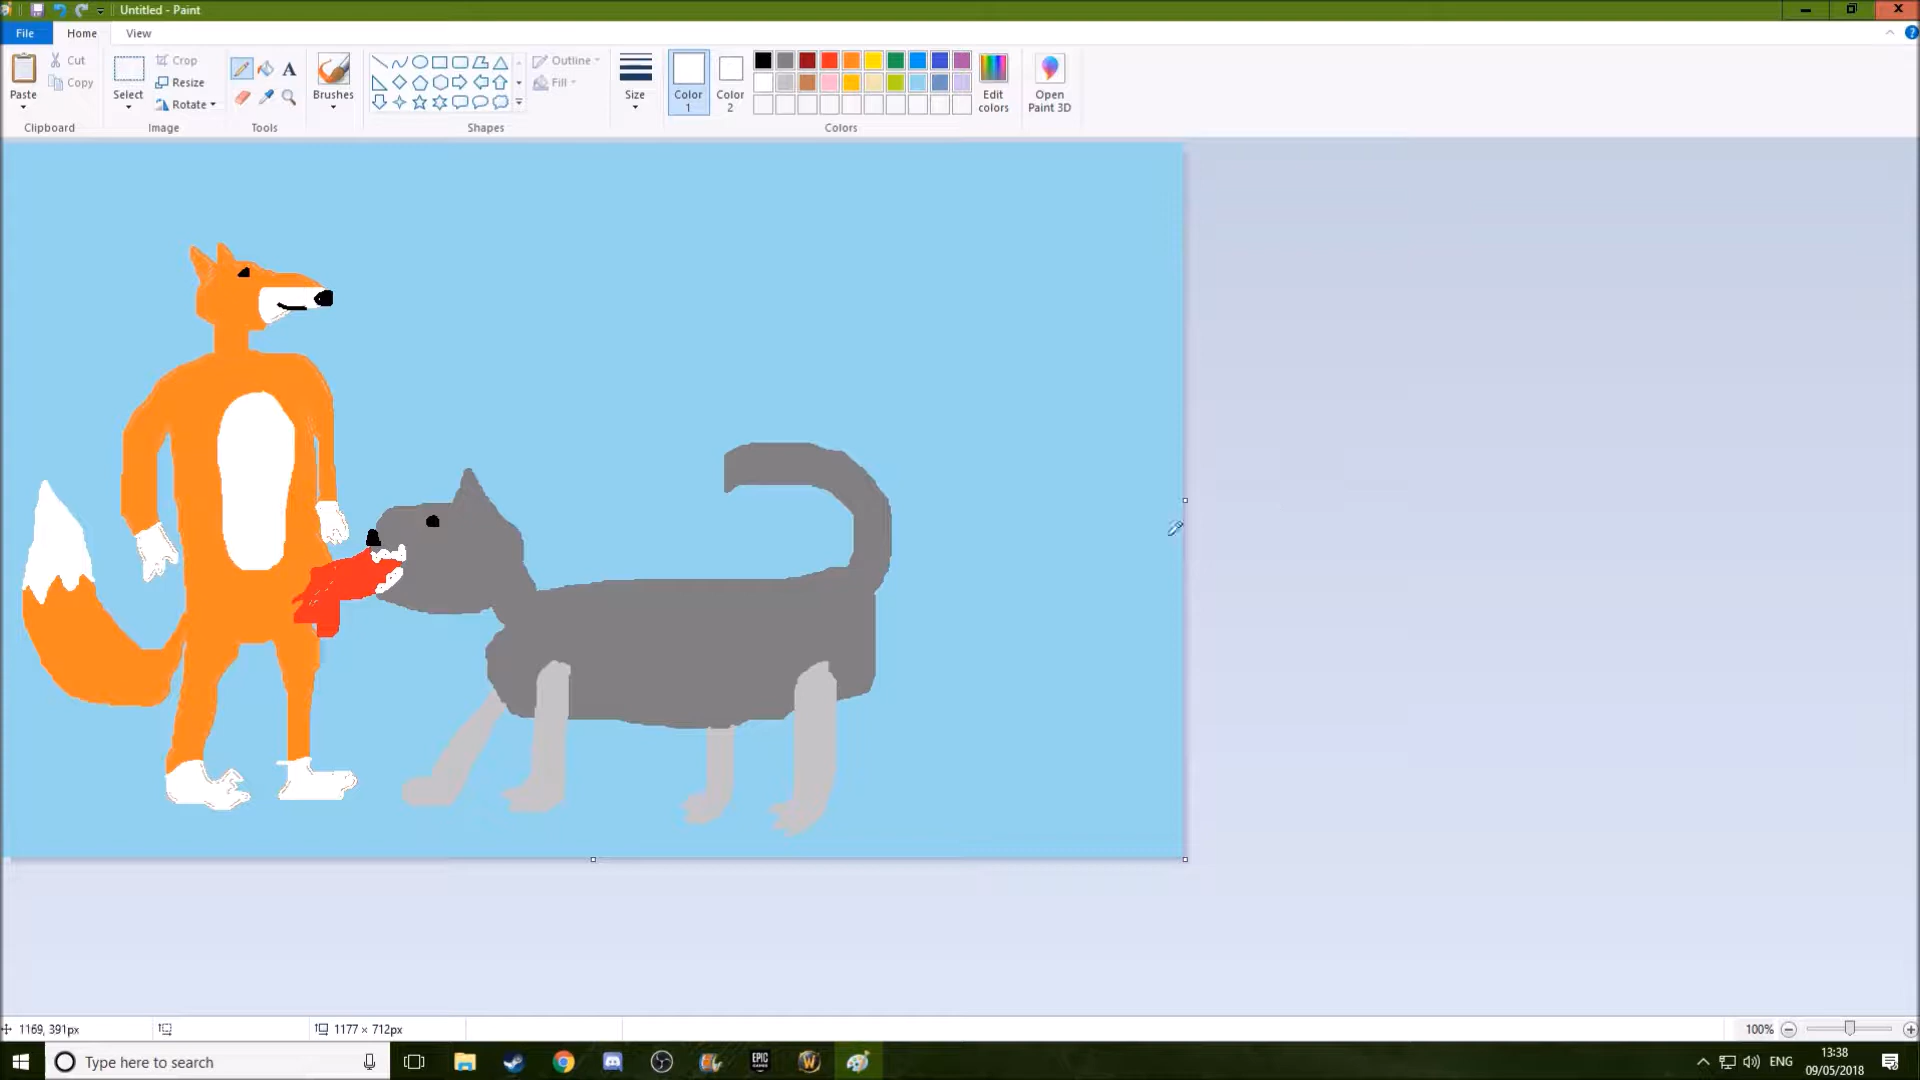 Untitled - Paint
File Home View
Paste
Cut
Copy
Clipboard
Select
Crop
Resize
Rotate
Image
A
Tools
Brushes
Shapes
Outline
Fill
Size
Color 1
Color 2
Colors
Edit colors
Open Paint 3D
1169, 391px
1177 × 712px
100%
Type here to search
EPIC GAMES
W
ENG
13:38
09/05/2018